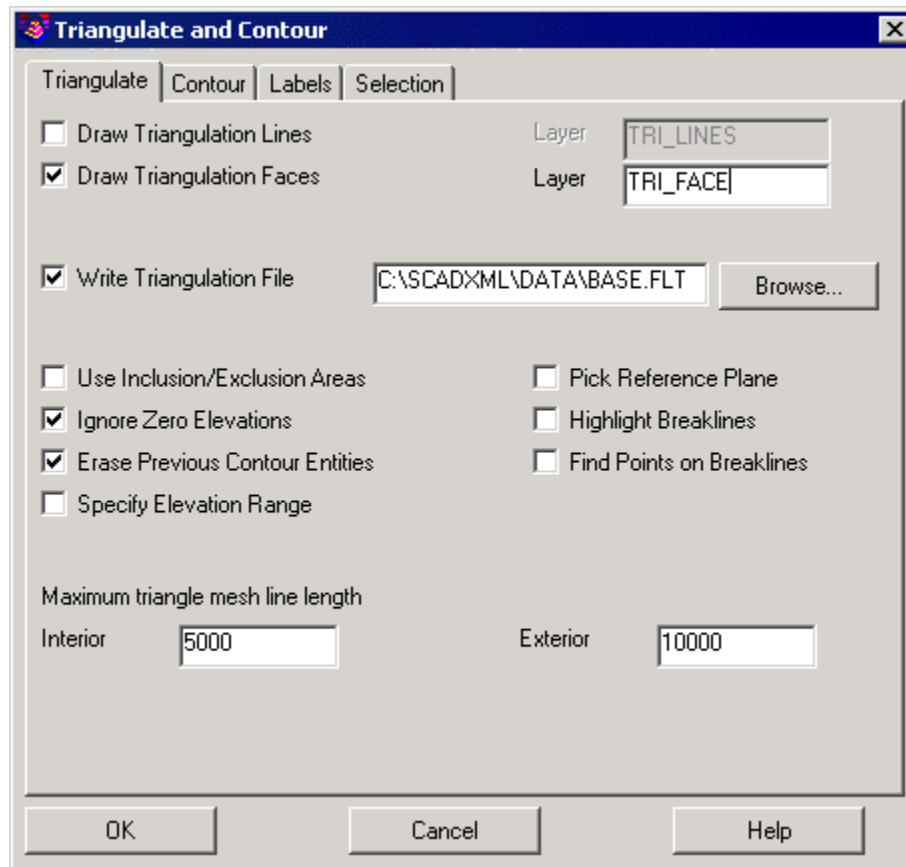 Triangulate and Contour
Triangulate Contour Labels Selection
Draw Triangulation Lines Layer TRI_LINES
Draw Triangulation Faces Layer TRI_FACE
Write Triangulation File C:\SCADXML\DATA\BASE.FLT Browse...
Use Inclusion/Exclusion Areas Pick Reference Plane
Ignore Zero Elevations Highlight Breaklines
Erase Previous Contour Entities Find Points on Breaklines
Specify Elevation Range
Maximum triangle mesh line length
Interior 5000 Exterior 10000
OK Cancel Help